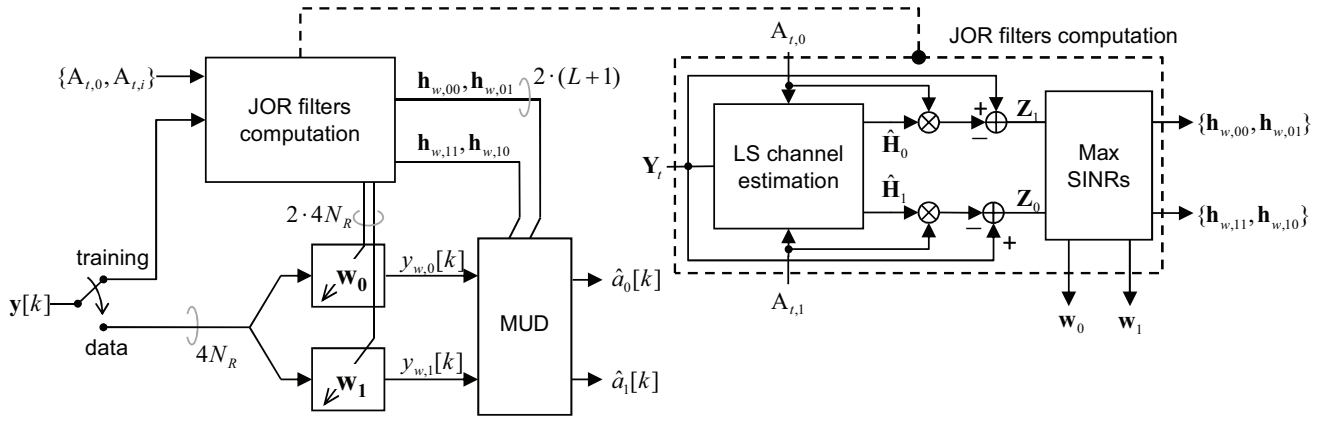 {A_{t,0}, A_{t,i}}
JOR filters
computation
h_{w,00}, h_{w,01}
2·(L+1)
h_{w,11}, h_{w,10}
2·4N_R
training
y[k]
data
4N_R
w_0
y_{w,0}[k]
w_1
y_{w,1}[k]
MUD
â_0[k]
â_1[k]
JOR filters computation
A_{t,0}
Y_t
LS channel
estimation
Ĥ_0
Ĥ_1
+
−
Z_1
−
+
Z_0
Max
SINRs
{h_{w,00}, h_{w,01}}
{h_{w,11}, h_{w,10}}
A_{t,1}
w_0
w_1